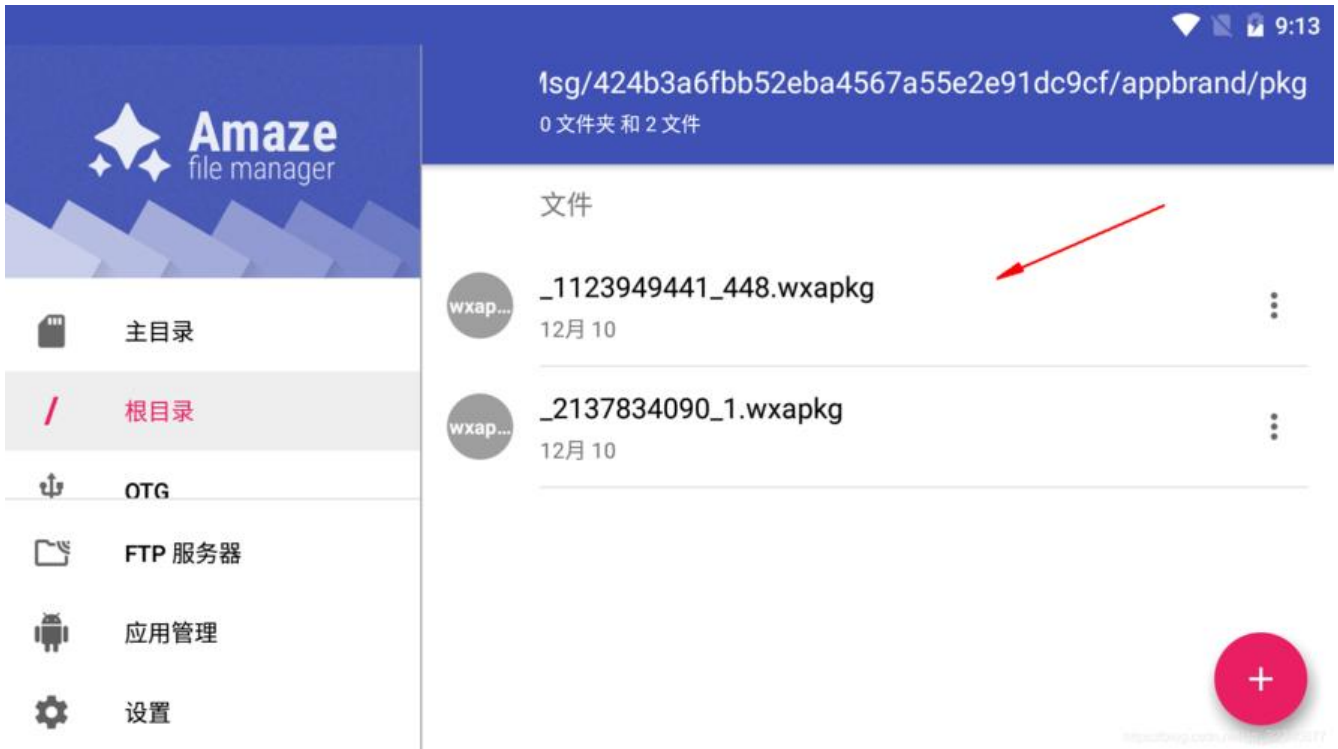 9:13
Amaze
file manager
1sg/424b3a6fbb52eba4567a55e2e91dc9cf/appbrand/pkg
0 文件夹 和 2 文件
文件
wxap...
_1123949441_448.wxapkg
12月 10
wxap...
_2137834090_1.wxapkg
12月 10
主目录
/ 根目录
OTG
FTP 服务器
应用管理
设置
+